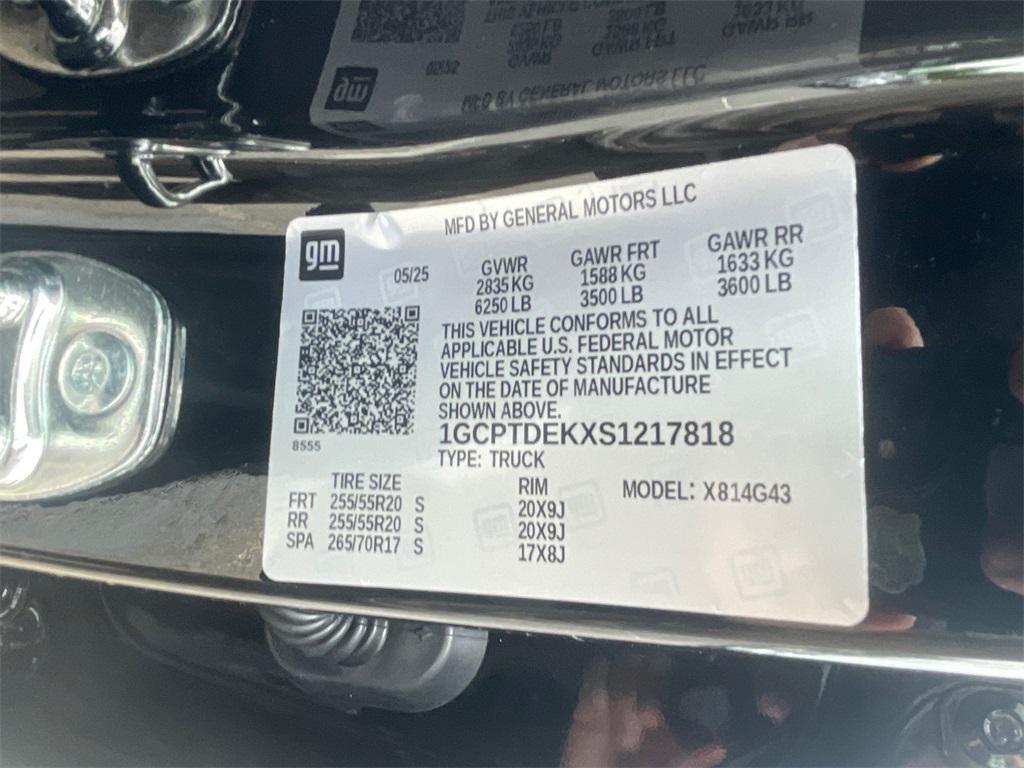 MFD BY GENERAL MOTORS LLC
gm
05/25
GVWR
2835 KG
6250 LB
GAWR FRT
1588 KG
3500 LB
GAWR RR
1633 KG
3600 LB
THIS VEHICLE CONFORMS TO ALL
APPLICABLE U.S. FEDERAL MOTOR
VEHICLE SAFETY STANDARDS IN EFFECT
ON THE DATE OF MANUFACTURE
SHOWN ABOVE.
8555
1GCPTDEKXS1217818
TYPE: TRUCK
TIRE SIZE
RIM
MODEL: X814G43
FRT 255/55R20 S 20X9J
RR 255/55R20 S 20X9J
SPA 265/70R17 S 17X8J